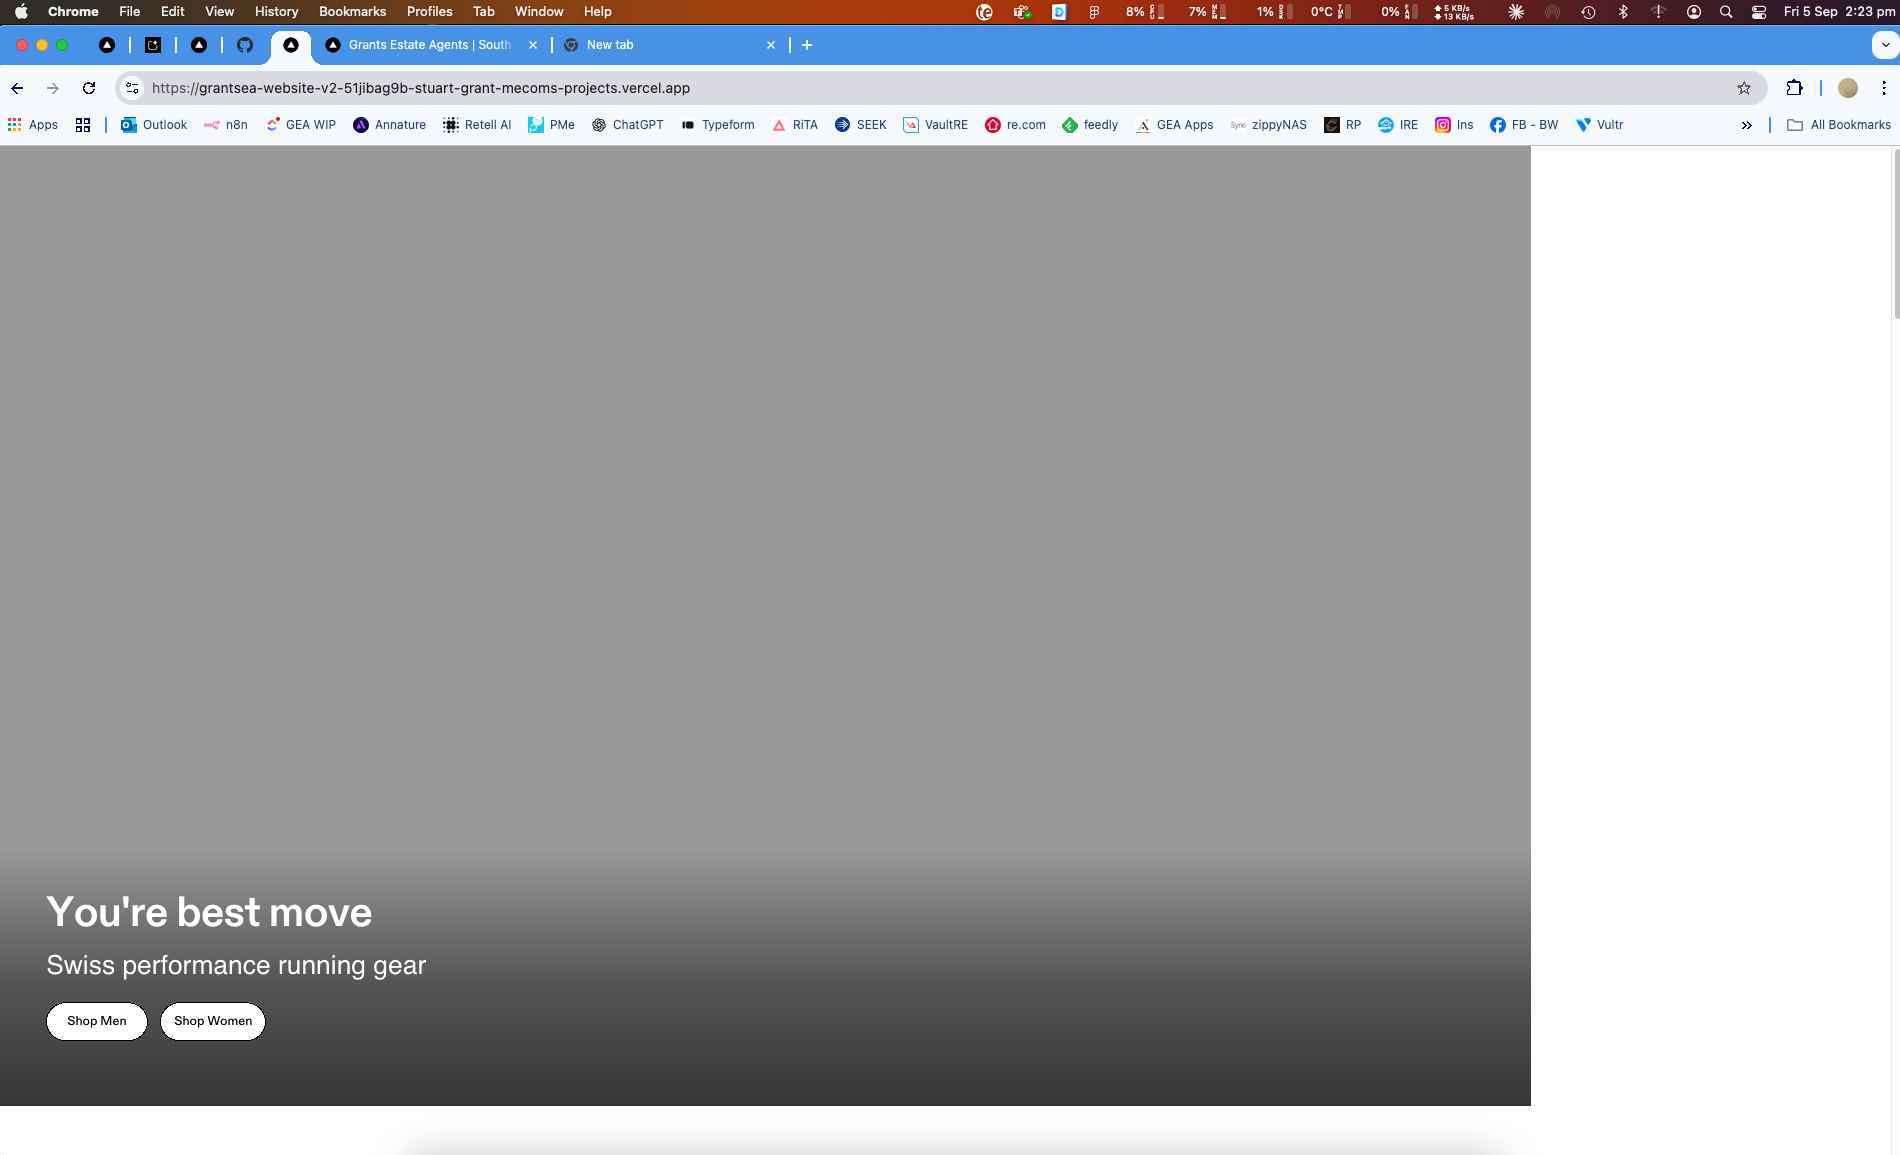 Chrome File Edit View History Bookmarks Profiles Tab Window Help 8% 7% 1% 0°C 0% 5 KB/s 13 KB/s Fri 5 Sep 2:23 pm
Grants Estate Agents | South New tab
https://grantsea-website-v2-51jibag9b-stuart-grant-mecoms-projects.vercel.app
Apps Outlook n8n GEA WIP Annature Retell AI PMe ChatGPT Typeform RiTA SEEK VaultRE re.com feedly GEA Apps Sync zippyNAS RP IRE Ins FB - BW Vultr All Bookmarks
You're best move
Swiss performance running gear
Shop Men Shop Women